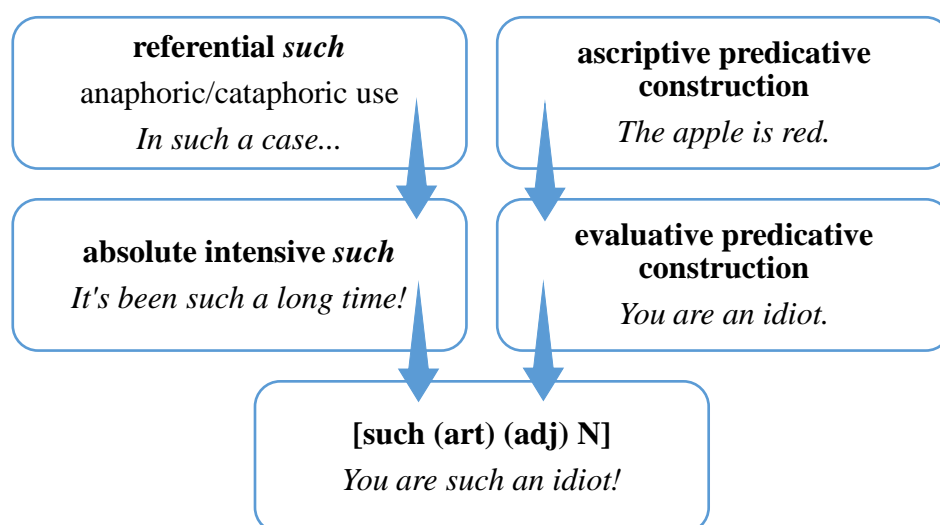 referential such
anaphoric/cataphoric use
In such a case...
ascriptive predicative
construction
The apple is red.
absolute intensive such
It's been such a long time!
evaluative predicative
construction
You are an idiot.
[such (art) (adj) N]
You are such an idiot!